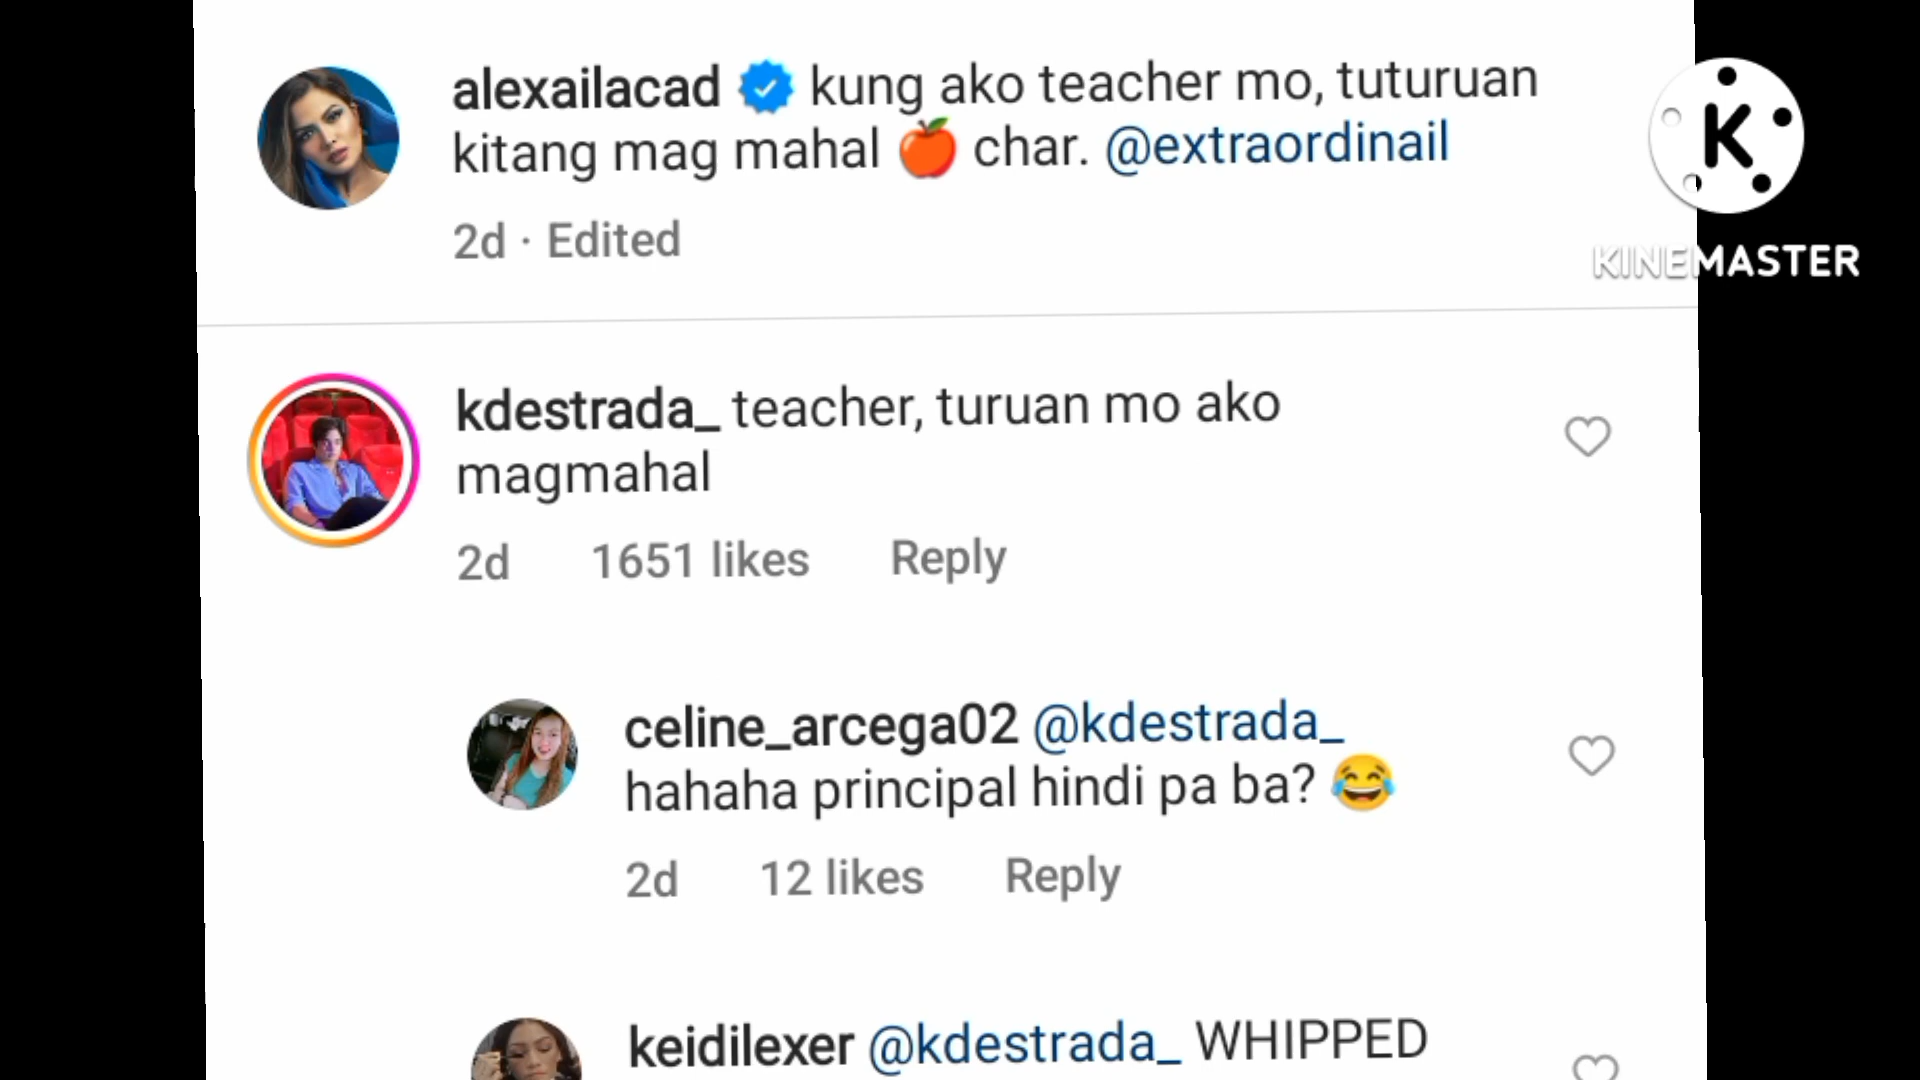 alexailacad kung ako teacher mo, tuturuan
kitang mag mahal 🍎 char. @extraordinail
2d · Edited
K
KINEMASTER
kdestrada_ teacher, turuan mo ako
magmahal
2d 1651 likes Reply
celine_arcega02 @kdestrada_
hahaha principal hindi pa ba? 😂
2d 12 likes Reply
keidilexer @kdestrada_ WHIPPED